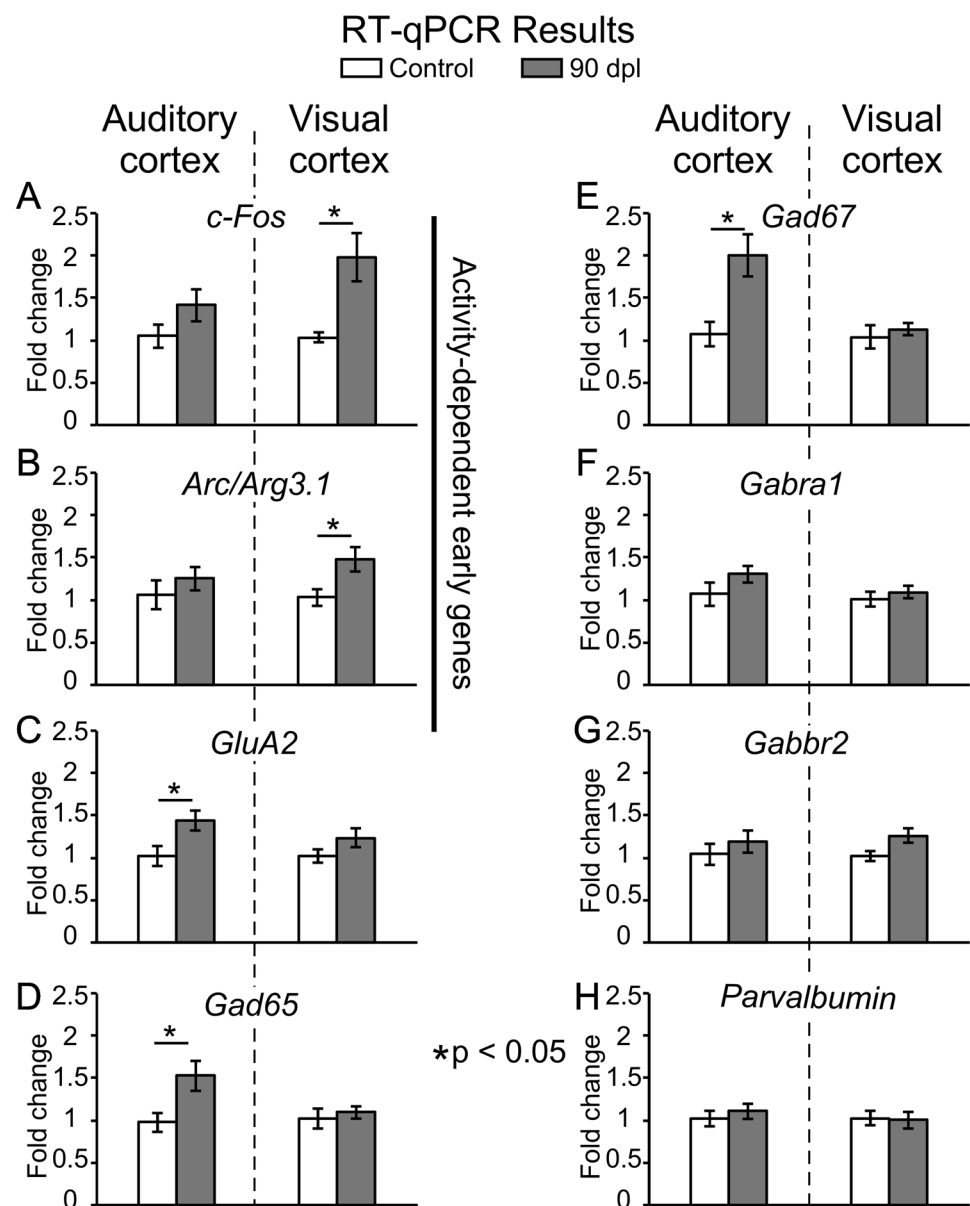 RT-qPCR Results
Control
90 dpl
Auditory
cortex
Visual
cortex
Auditory
cortex
Visual
cortex
A
c-Fos
*
2.5
2
1.5
1
0.5
0
Fold change
B
Arc/Arg3.1
*
2.5
2
1.5
1
0.5
0
Fold change
Activity-dependent early genes
C
GluA2
*
2.5
2
1.5
1
0.5
0
Fold change
D
Gad65
*
2.5
2
1.5
1
0.5
0
Fold change
*p < 0.05
E
Gad67
*
2.5
2
1.5
1
0.5
0
Fold change
F
Gabra1
2.5
2
1.5
1
0.5
0
Fold change
G
Gabbr2
2.5
2
1.5
1
0.5
0
Fold change
H
Parvalbumin
2.5
2
1.5
1
0.5
0
Fold change